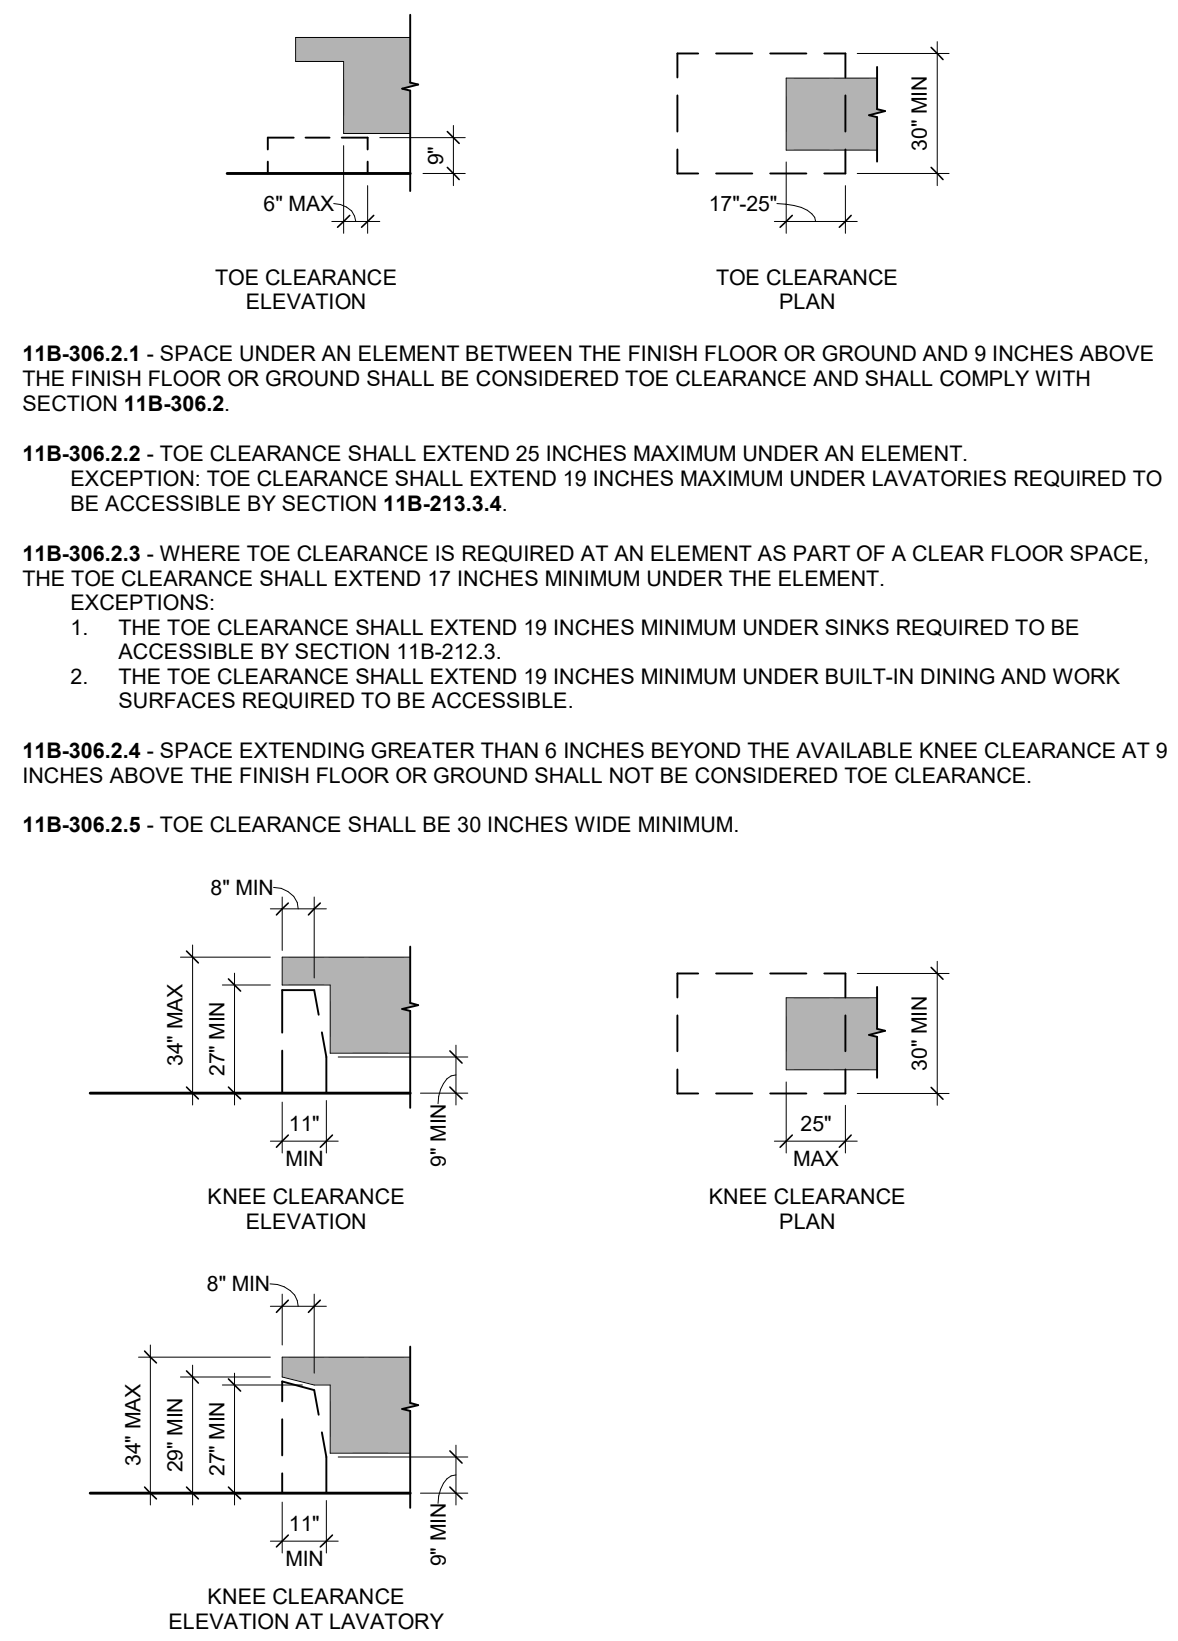 9"
30" MIN
6" MAX
17"-25"
TOE CLEARANCE
ELEVATION
TOE CLEARANCE
PLAN
11B-306.2.1 - SPACE UNDER AN ELEMENT BETWEEN THE FINISH FLOOR OR GROUND AND 9 INCHES ABOVE
THE FINISH FLOOR OR GROUND SHALL BE CONSIDERED TOE CLEARANCE AND SHALL COMPLY WITH
SECTION 11B-306.2.
11B-306.2.2 - TOE CLEARANCE SHALL EXTEND 25 INCHES MAXIMUM UNDER AN ELEMENT.
EXCEPTION: TOE CLEARANCE SHALL EXTEND 19 INCHES MAXIMUM UNDER LAVATORIES REQUIRED TO
BE ACCESSIBLE BY SECTION 11B-213.3.4.
11B-306.2.3 - WHERE TOE CLEARANCE IS REQUIRED AT AN ELEMENT AS PART OF A CLEAR FLOOR SPACE,
THE TOE CLEARANCE SHALL EXTEND 17 INCHES MINIMUM UNDER THE ELEMENT.
EXCEPTIONS:
1. THE TOE CLEARANCE SHALL EXTEND 19 INCHES MINIMUM UNDER SINKS REQUIRED TO BE
ACCESSIBLE BY SECTION 11B-212.3.
2. THE TOE CLEARANCE SHALL EXTEND 19 INCHES MINIMUM UNDER BUILT-IN DINING AND WORK
SURFACES REQUIRED TO BE ACCESSIBLE.
11B-306.2.4 - SPACE EXTENDING GREATER THAN 6 INCHES BEYOND THE AVAILABLE KNEE CLEARANCE AT 9
INCHES ABOVE THE FINISH FLOOR OR GROUND SHALL NOT BE CONSIDERED TOE CLEARANCE.
11B-306.2.5 - TOE CLEARANCE SHALL BE 30 INCHES WIDE MINIMUM.
8" MIN
34" MAX
27" MIN
11"
MIN
9" MIN
KNEE CLEARANCE
ELEVATION
30" MIN
25"
MAX
KNEE CLEARANCE
PLAN
8" MIN
34" MAX
29" MIN
27" MIN
11"
MIN
9" MIN
KNEE CLEARANCE
ELEVATION AT LAVATORY